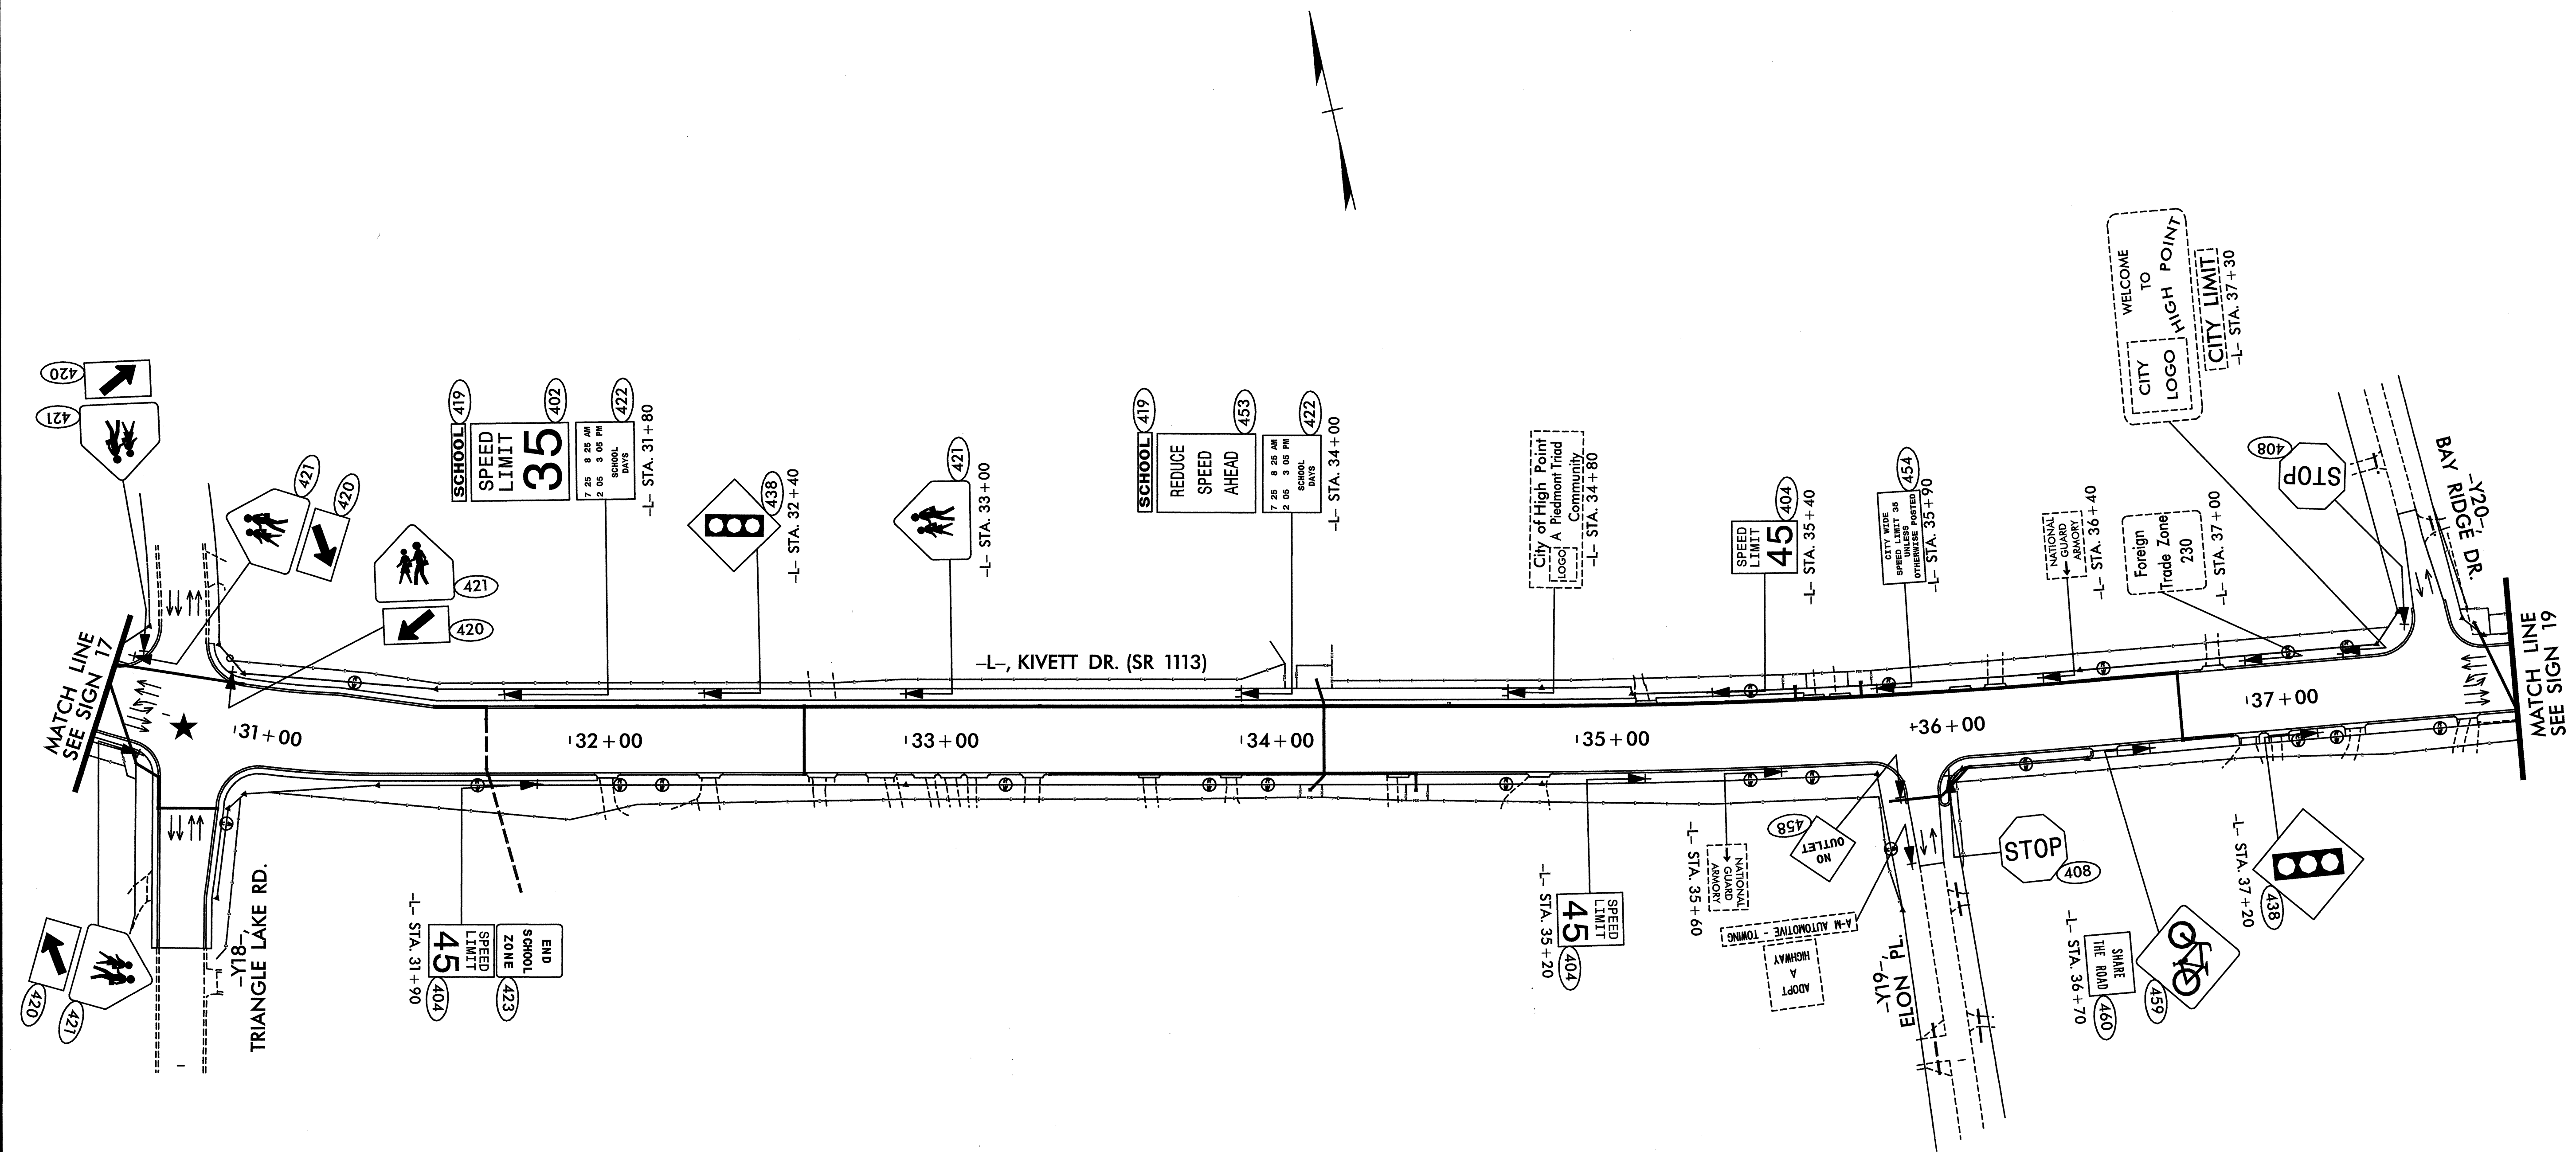 420
421
421
420
421
420
419
SCHOOL
402
SPEED
LIMIT
35
422
7 25 8 25 AM
2 05 3 05 PM
SCHOOL
DAYS
-L- STA. 31+80
438
-L- STA. 32+40
421
-L- STA. 33+00
419
SCHOOL
453
REDUCE
SPEED
AHEAD
422
7 25 8 25 AM
2 05 3 05 PM
SCHOOL
DAYS
-L- STA. 34+00
City of High Point
LOGO
A Piedmont Triad
Community
-L- STA. 34+80
404
SPEED
LIMIT
45
-L- STA. 35+40
454
CITY WIDE
SPEED LIMIT 35
UNLESS
OTHERWISE POSTED
-L- STA. 35+90
NATIONAL
GUARD
ARMORY
-L- STA. 36+40
Foreign
Trade Zone
230
-L- STA. 37+00
WELCOME
TO
HIGH POINT
CITY
LOGO
CITY LIMIT
-L- STA. 37+30
408
STOP
-Y20-,
BAY RIDGE DR.
MATCH LINE
SEE SIGN 17
-L-, KIVETT DR. (SR 1113)
31+00
32+00
33+00
34+00
35+00
36+00
37+00
MATCH LINE
SEE SIGN 19
420
421
-Y18-,
TRIANGLE LAKE RD.
-L- STA. 31+90
404
SPEED
LIMIT
45
423
END
SCHOOL
ZONE
-L- STA. 35+20
404
SPEED
LIMIT
45
-L- STA. 35+60
NATIONAL
GUARD
ARMORY
458
NO
OUTLET
A-M AUTOMOTIVE - TOWING
ADOPT
A
HIGHWAY
-Y19-,
ELON PL.
STOP
408
-L- STA. 36+70
460
SHARE
THE ROAD
459
-L- STA. 37+20
438